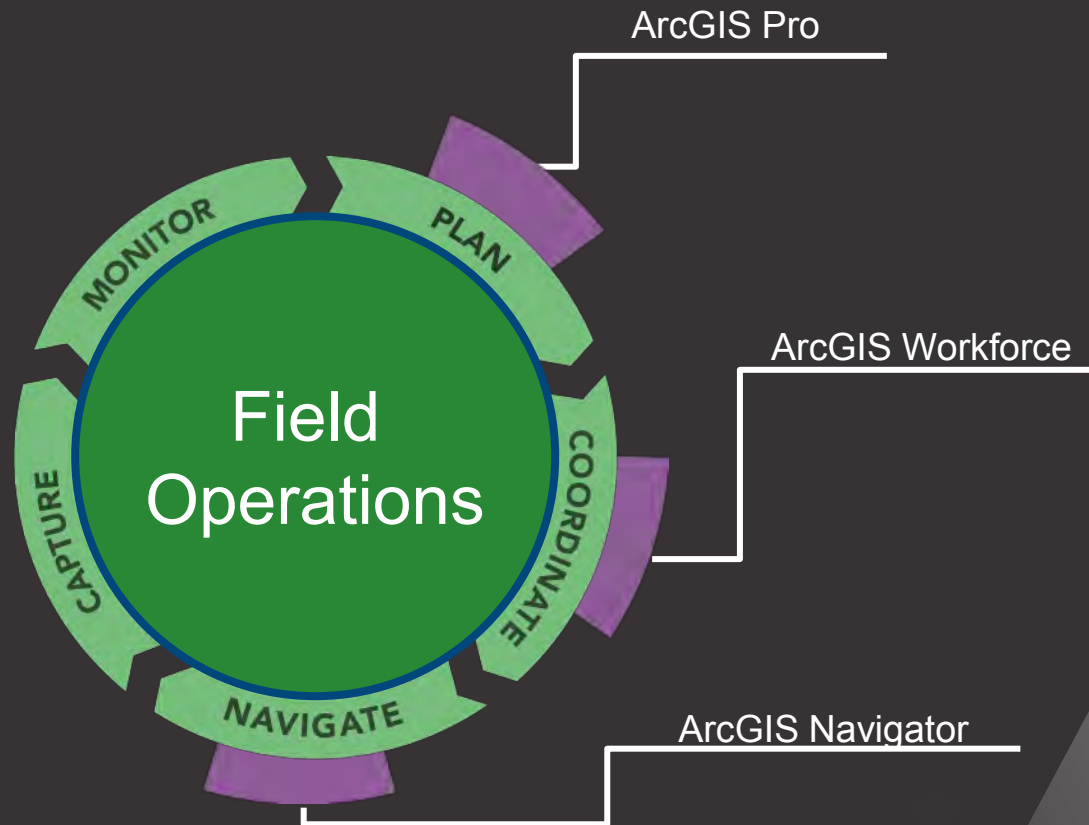 ArcGIS Pro
MONITOR
PLAN
ArcGIS Workforce
Field
Operations
COORDINATE
CAPTURE
NAVIGATE
ArcGIS Navigator